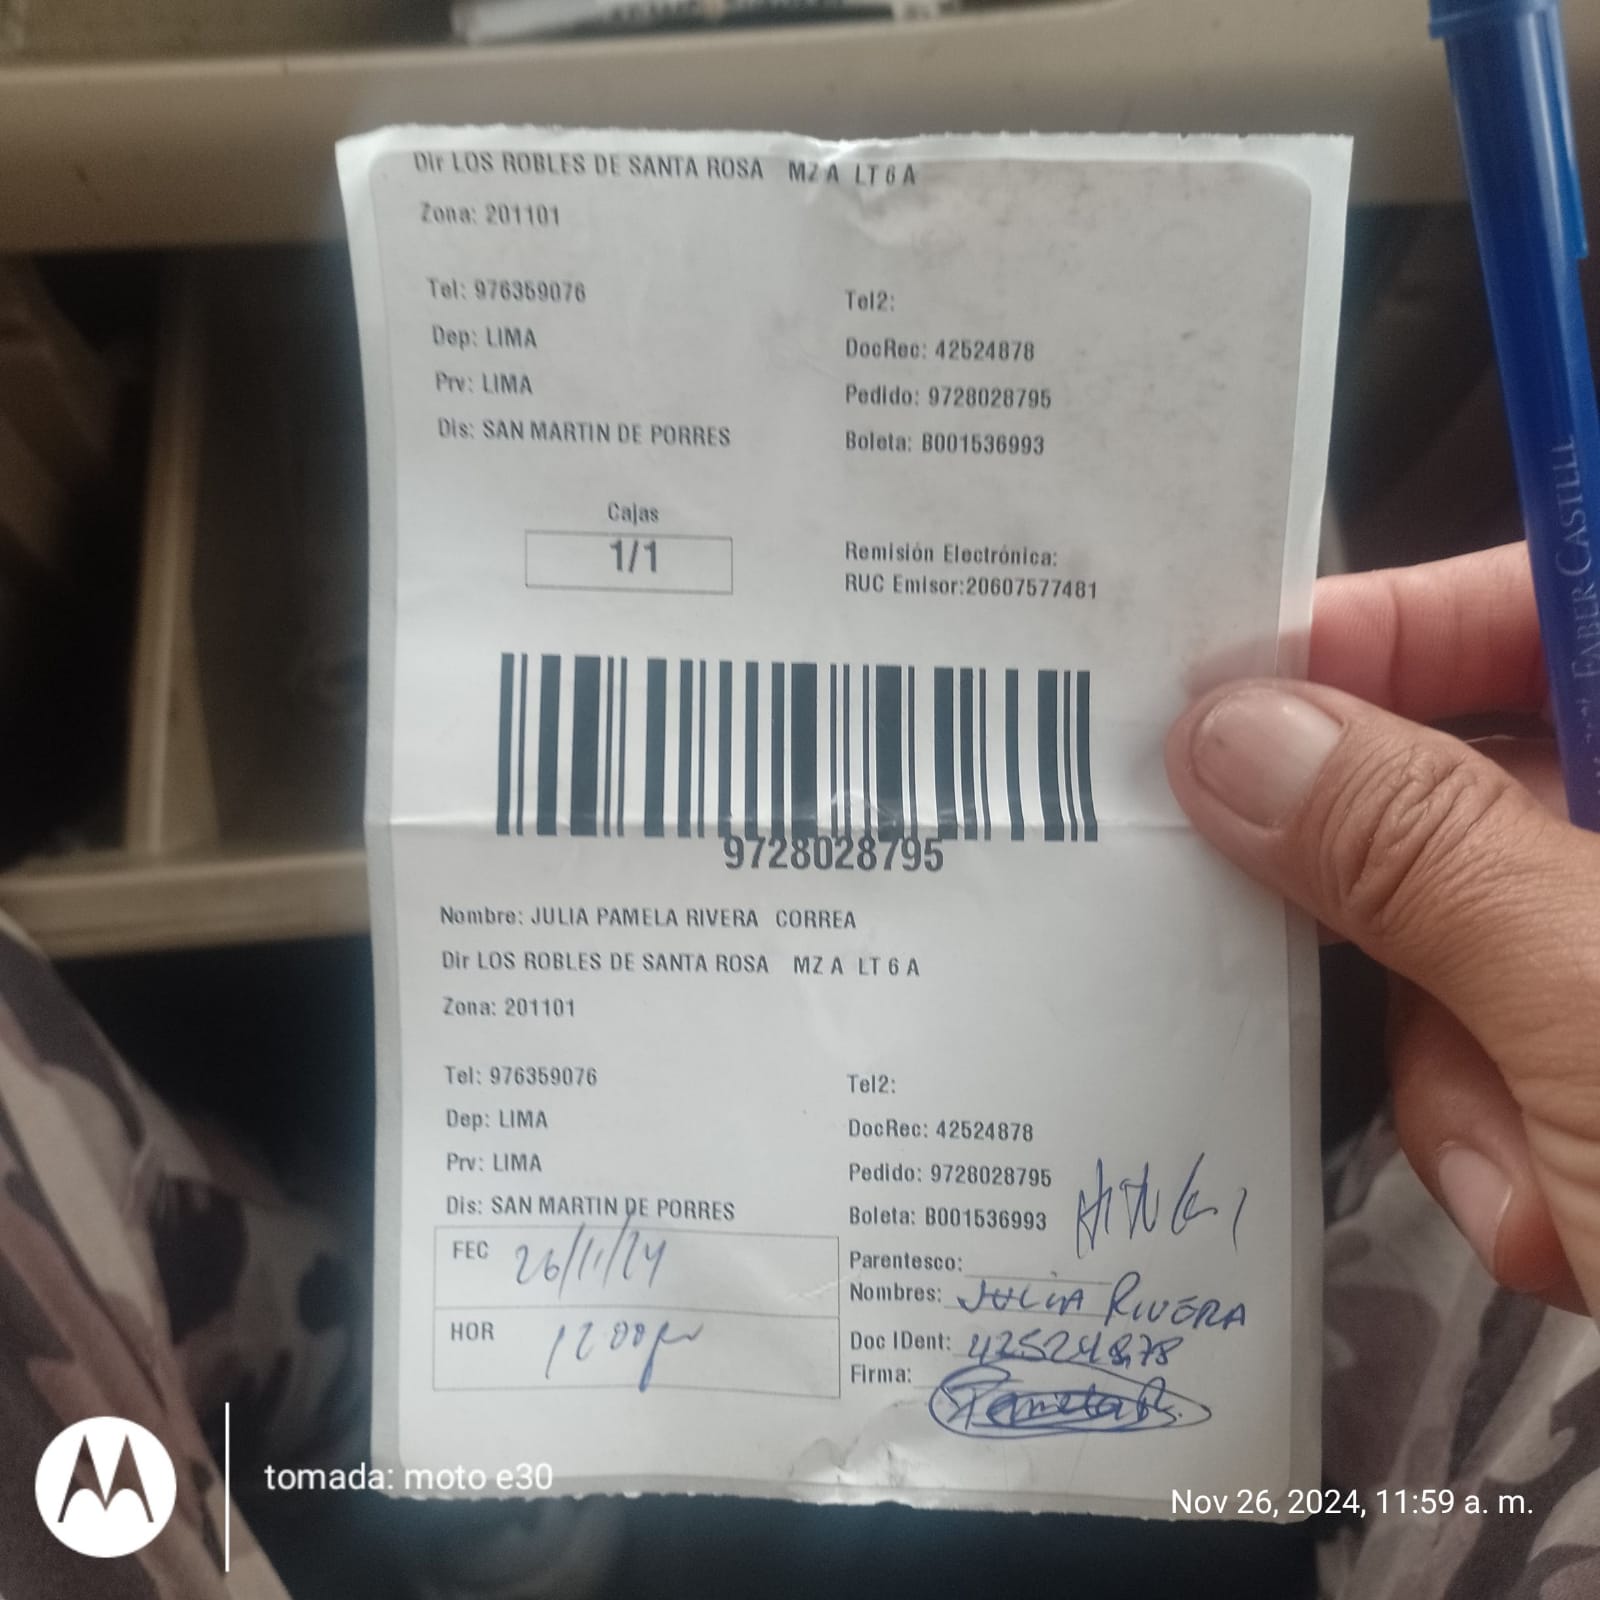 Dir LOS ROBLES DE SANTA ROSA MZ A LT 6 A
Zona: 201101
Tel: 976359076
Tel2:
Dep: LIMA
DocRec: 42524878
Prv: LIMA
Pedido: 9728028795
Dis: SAN MARTIN DE PORRES
Boleta: B001536993
Cajas
1/1
Remisión Electrónica:
RUC Emisor:20607577481
9728028795
Nombre: JULIA PAMELA RIVERA CORREA
Dir LOS ROBLES DE SANTA ROSA MZ A LT 6 A
Zona: 201101
Tel: 976359076
Tel2:
Dep: LIMA
DocRec: 42524878
Prv: LIMA
Pedido: 9728028795
Dis: SAN MARTIN DE PORRES
Boleta: B001536993
FEC 26/11/24
Parentesco:
Nombres: JULIA RIVERA
HOR 12 00pm
Doc IDent: 42524878
Firma: Pamela R.
FABER CASTELL
tomada: moto e30
Nov 26, 2024, 11:59 a. m.